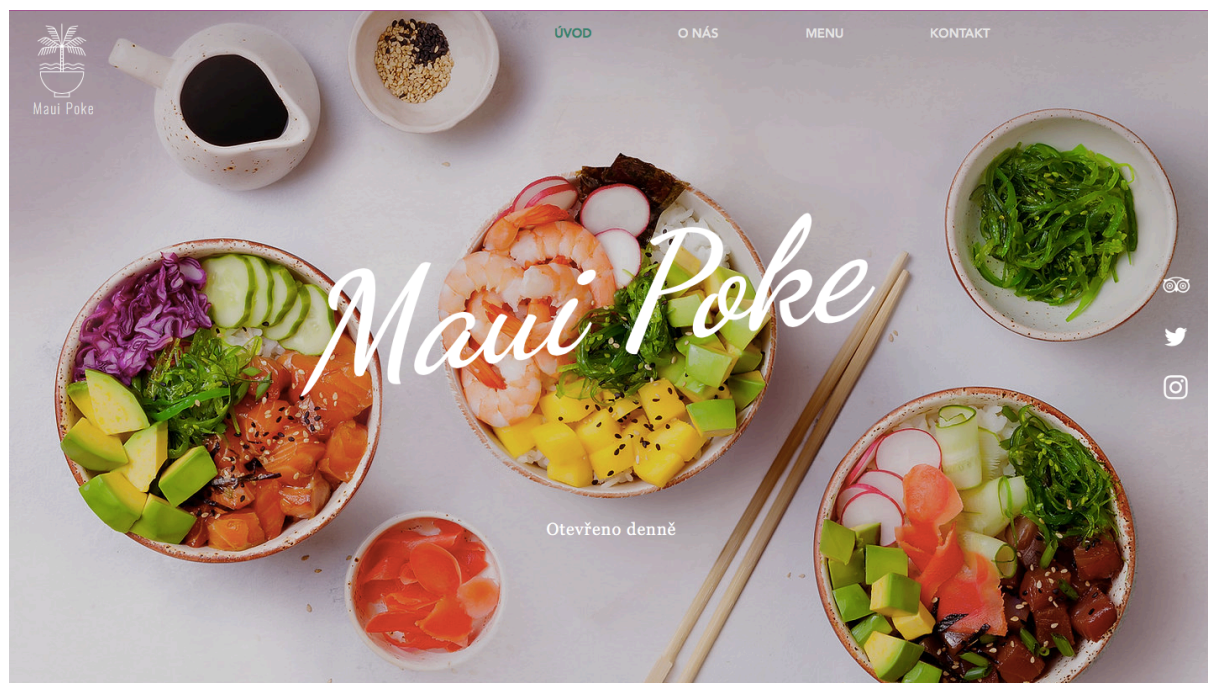 ÚVOD
O NÁS
MENU
KONTAKT
Maui Poke
Maui Poke
Otevřeno denně